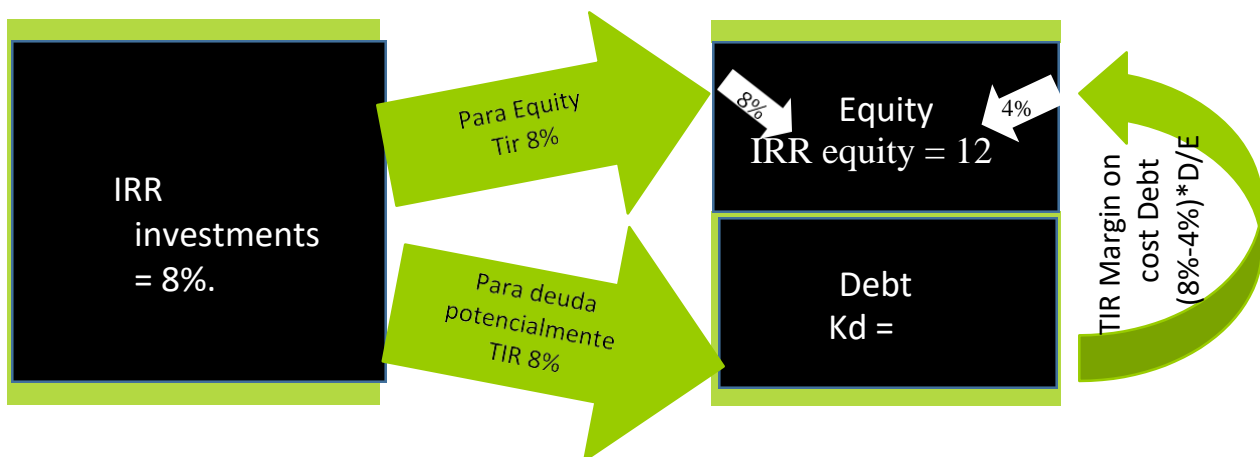 IRR
investments
= 8%.
Para Equity
Tir 8%
Para deuda
potencialmente
TIR 8%
8%
4%
Equity
IRR equity = 12
Debt
Kd =
TIR Margin on
cost Debt
(8%-4%)*D/E